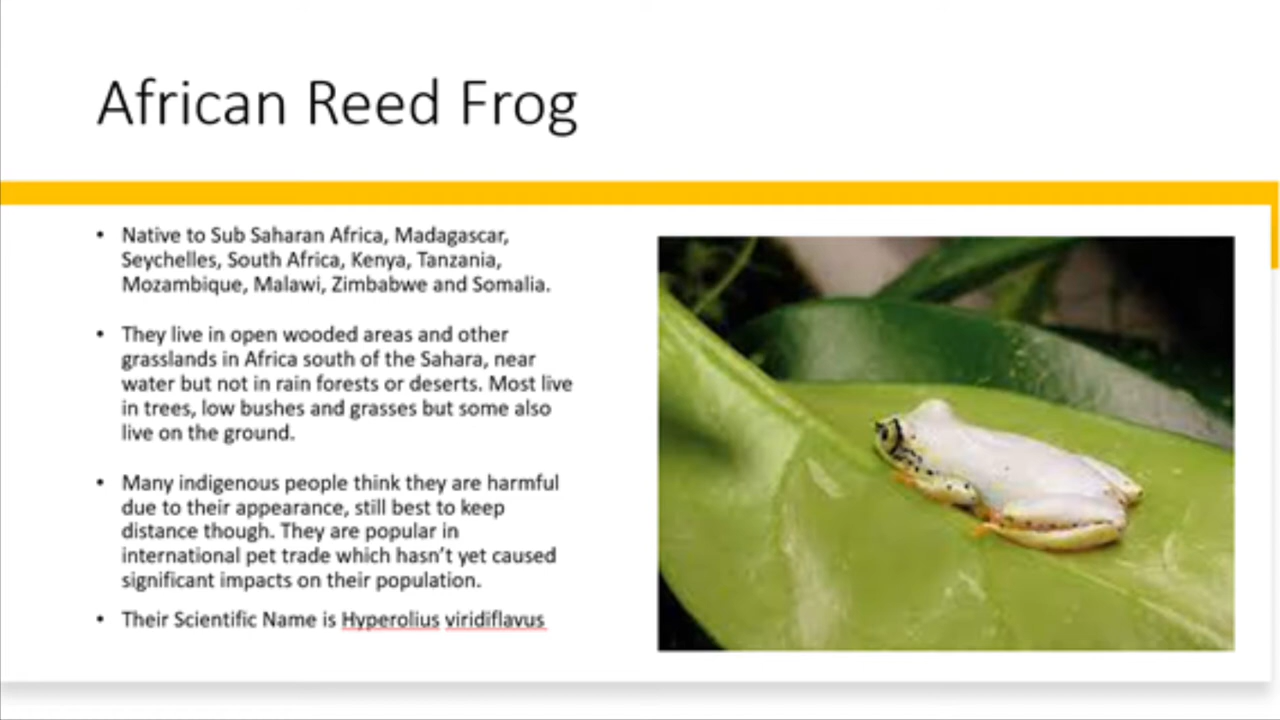 African Reed Frog
• Native to Sub Saharan Africa, Madagascar,
Seychelles, South Africa, Kenya, Tanzania,
Mozambique, Malawi, Zimbabwe and Somalia.
• They live in open wooded areas and other
grasslands in Africa south of the Sahara, near
water but not in rain forests or deserts. Most live
in trees, low bushes and grasses but some also
live on the ground.
• Many indigenous people think they are harmful
due to their appearance, still best to keep
distance though. They are popular in
international pet trade which hasn't yet caused
significant impacts on their population.
• Their Scientific Name is Hyperolius viridiflavus